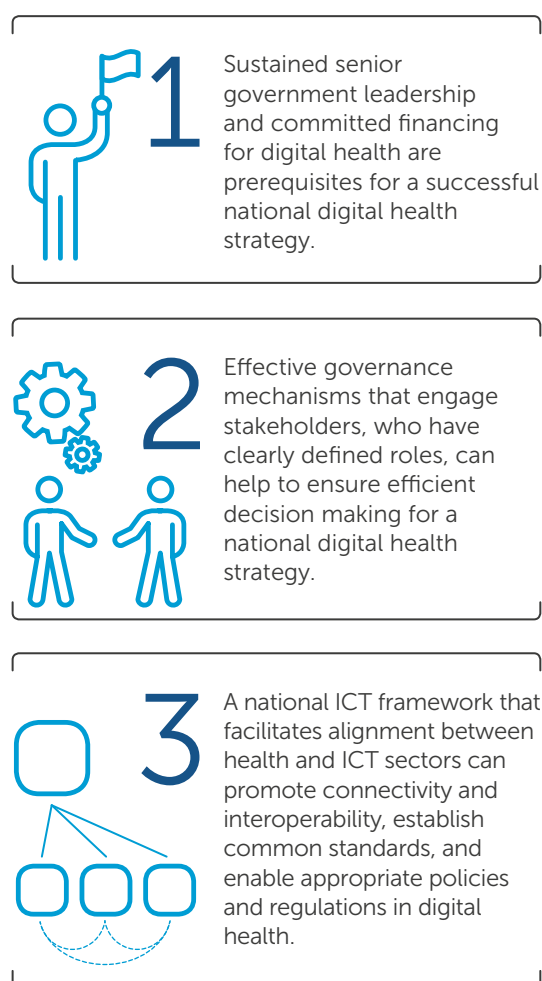 1
Sustained senior
government leadership
and committed financing
for digital health are
prerequisites for a successful
national digital health
strategy.
2
Effective governance
mechanisms that engage
stakeholders, who have
clearly defined roles, can
help to ensure efficient
decision making for a
national digital health
strategy.
3
A national ICT framework that
facilitates alignment between
health and ICT sectors can
promote connectivity and
interoperability, establish
common standards, and
enable appropriate policies
and regulations in digital
health.